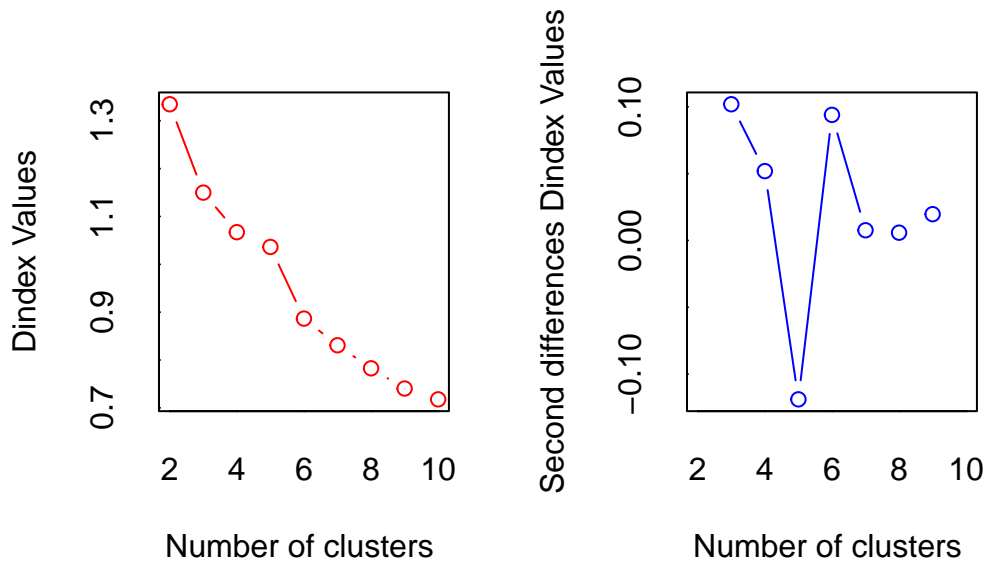 Dindex Values
1.3
1.1
0.9
0.7
2 4 6 8 10
Number of clusters
Second differences Dindex Values
0.10
0.00
−0.10
2 4 6 8 10
Number of clusters